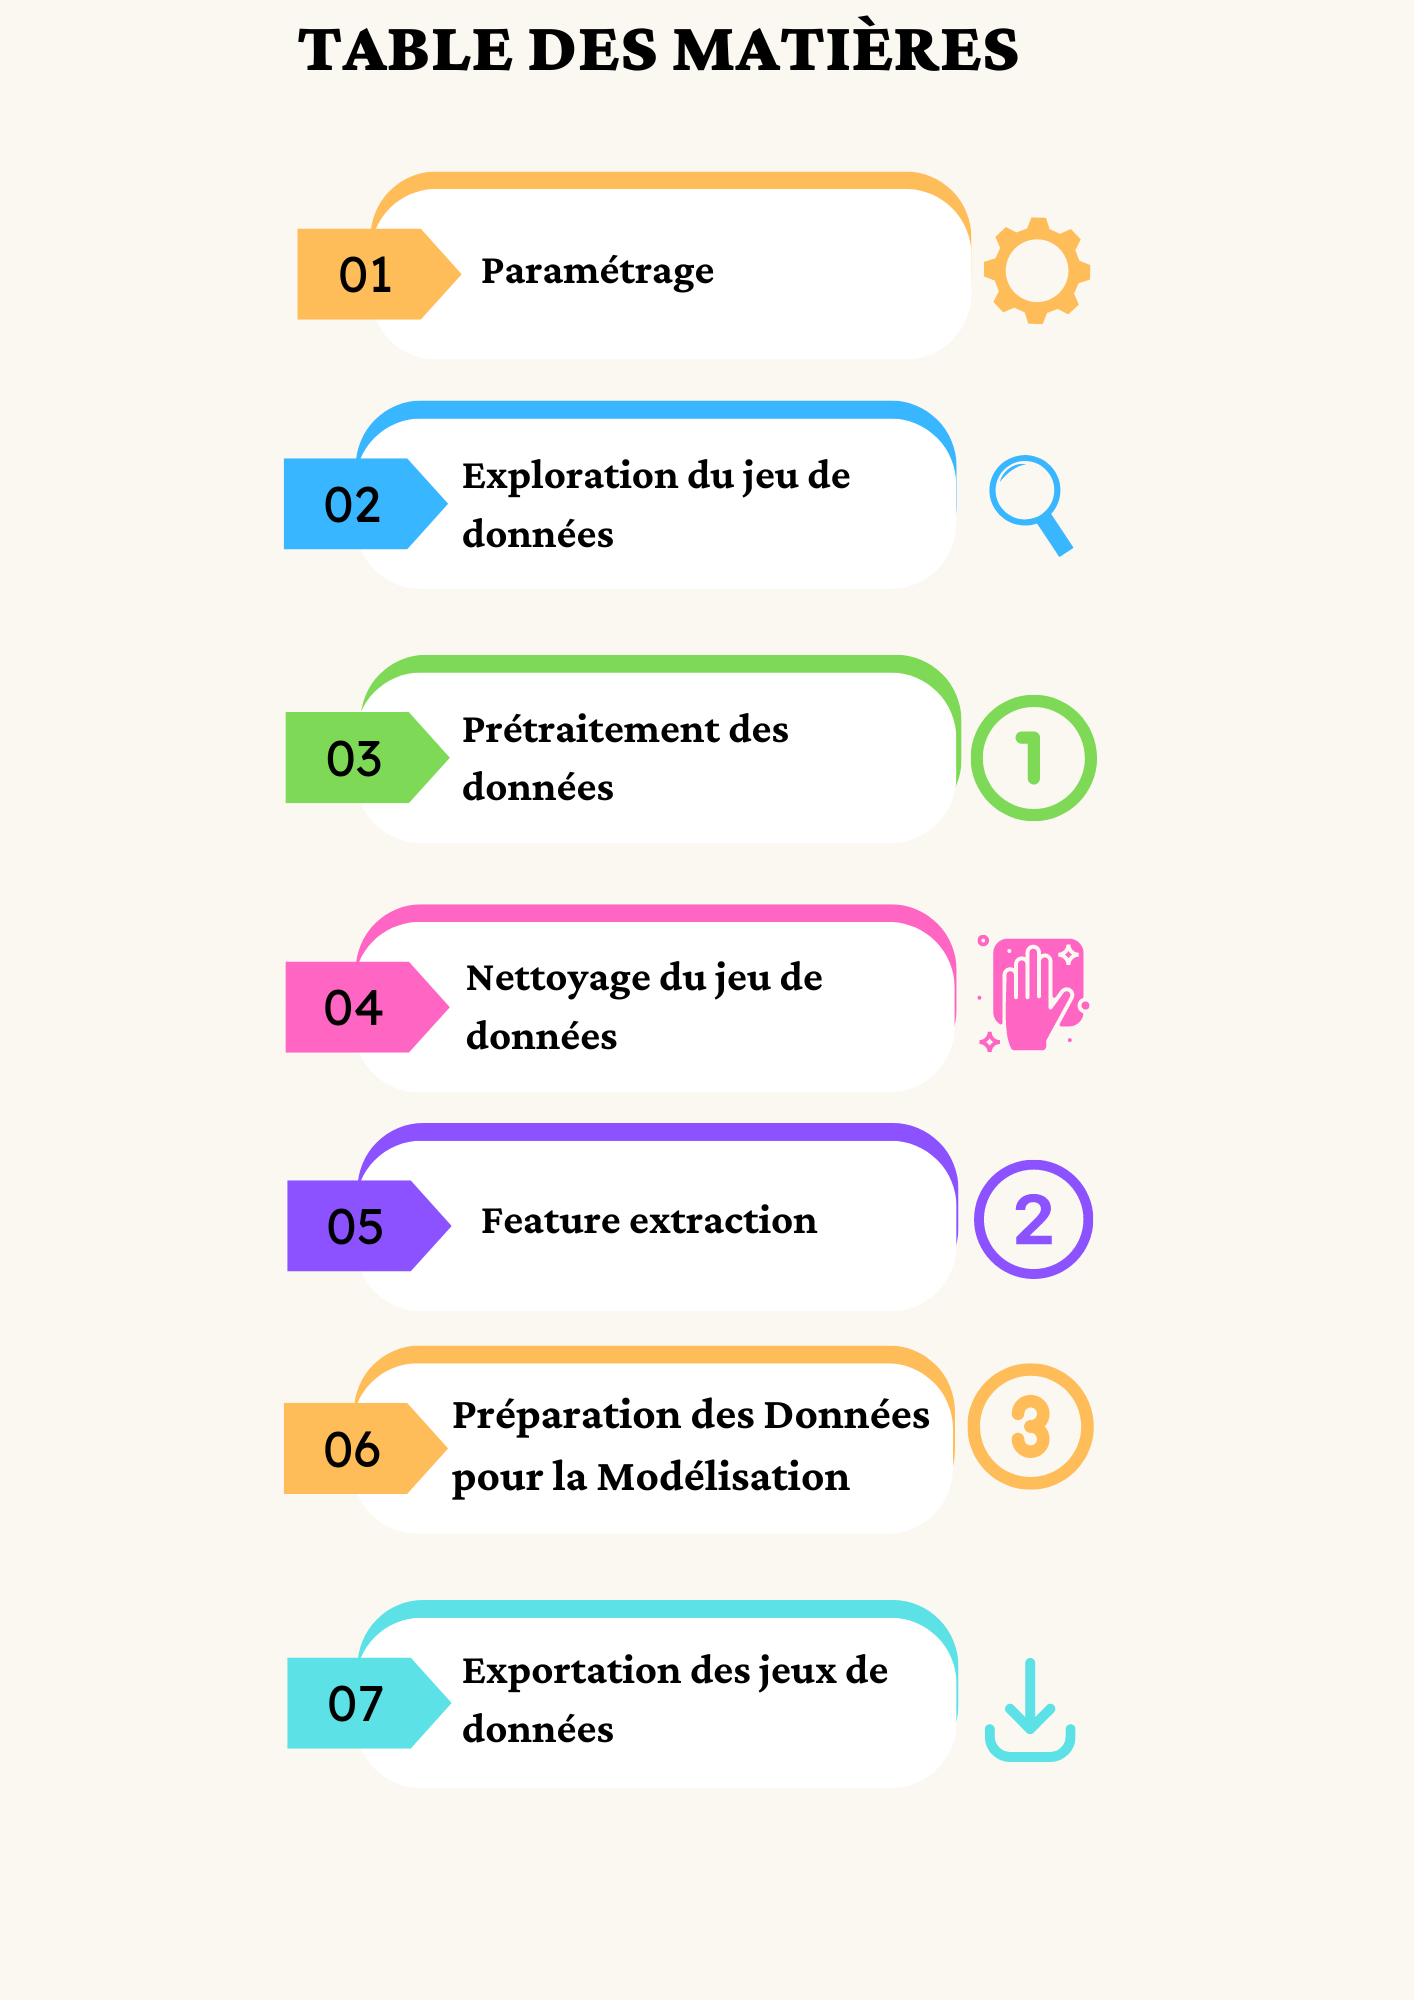 TABLE DES MATIÈRES
01
Paramétrage
02
Exploration du jeu de
données
03
Prétraitement des
données
1
04
Nettoyage du jeu de
données
05
Feature extraction
2
06
Préparation des Données
pour la Modélisation
3
07
Exportation des jeux de
données